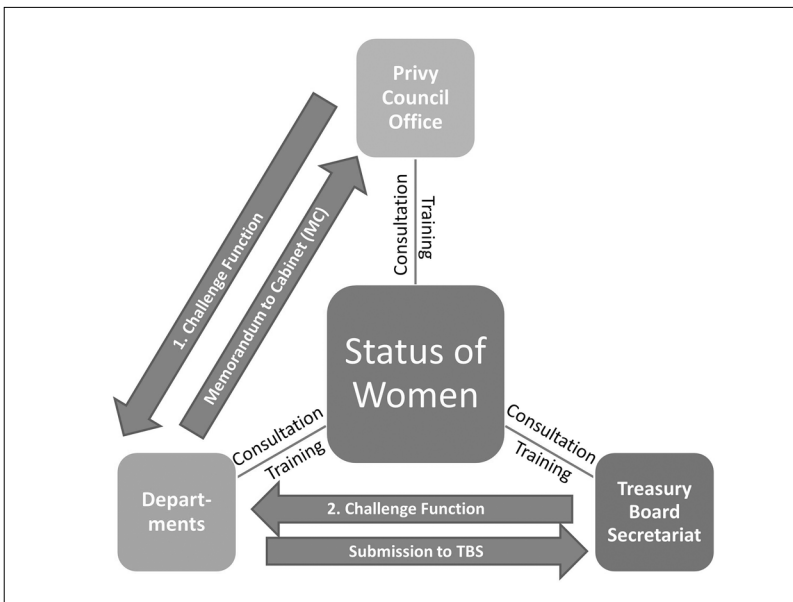 Privy
Council
Office
1. Challenge Function
Memorandum to Cabinet (MC)
Consultation
Training
Status of
Women
Consultation
Training
Consultation
Training
Depart-
ments
2. Challenge Function
Submission to TBS
Treasury
Board
Secretariat